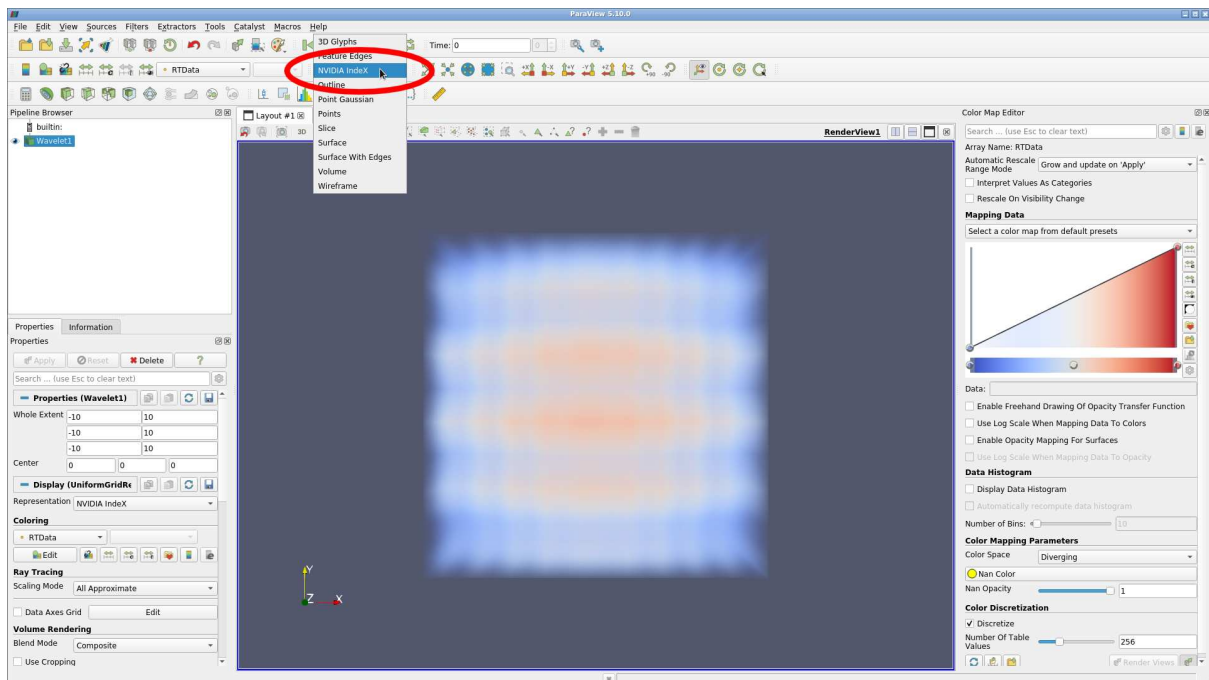 ParaView 5.10.0
File Edit View Sources Filters Extractors Tools Catalyst Macros Help
Time: 0
0
RTData
3D Glyphs
Feature Edges
NVIDIA IndeX
Outline
Point Gaussian
Points
Slice
Surface
Surface With Edges
Volume
Wireframe
Pipeline Browser
builtin:
Wavelet1
Layout #1
3D
RenderView1
Properties Information
Properties
Apply Reset Delete ?
Search ... (use Esc to clear text)
Properties (Wavelet1)
Whole Extent -10 10
-10 10
-10 10
Center 0 0 0
Display (UniformGridRe
Representation NVIDIA IndeX
Coloring
RTData
Edit
Ray Tracing
Scaling Mode All Approximate
Data Axes Grid Edit
Volume Rendering
Blend Mode Composite
Use Cropping
Y
Z X
Color Map Editor
Search ... (use Esc to clear text)
Array Name: RTData
Automatic Rescale Range Mode Grow and update on 'Apply'
Interpret Values As Categories
Rescale On Visibility Change
Mapping Data
Select a color map from default presets
Data:
Enable Freehand Drawing Of Opacity Transfer Function
Use Log Scale When Mapping Data To Colors
Enable Opacity Mapping For Surfaces
Use Log Scale When Mapping Data To Opacity
Data Histogram
Display Data Histogram
Automatically recompute data histogram
Number of Bins: 10
Color Mapping Parameters
Color Space Diverging
Nan Color
Nan Opacity 1
Color Discretization
Discretize
Number Of Table Values 256
Render Views